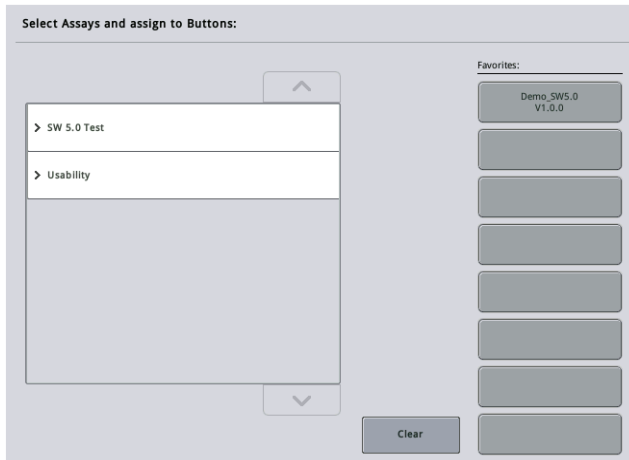 Select Assays and assign to Buttons:
Favorites:
Demo_SW5.0
V1.0.0
SW 5.0 Test
Usability
Clear